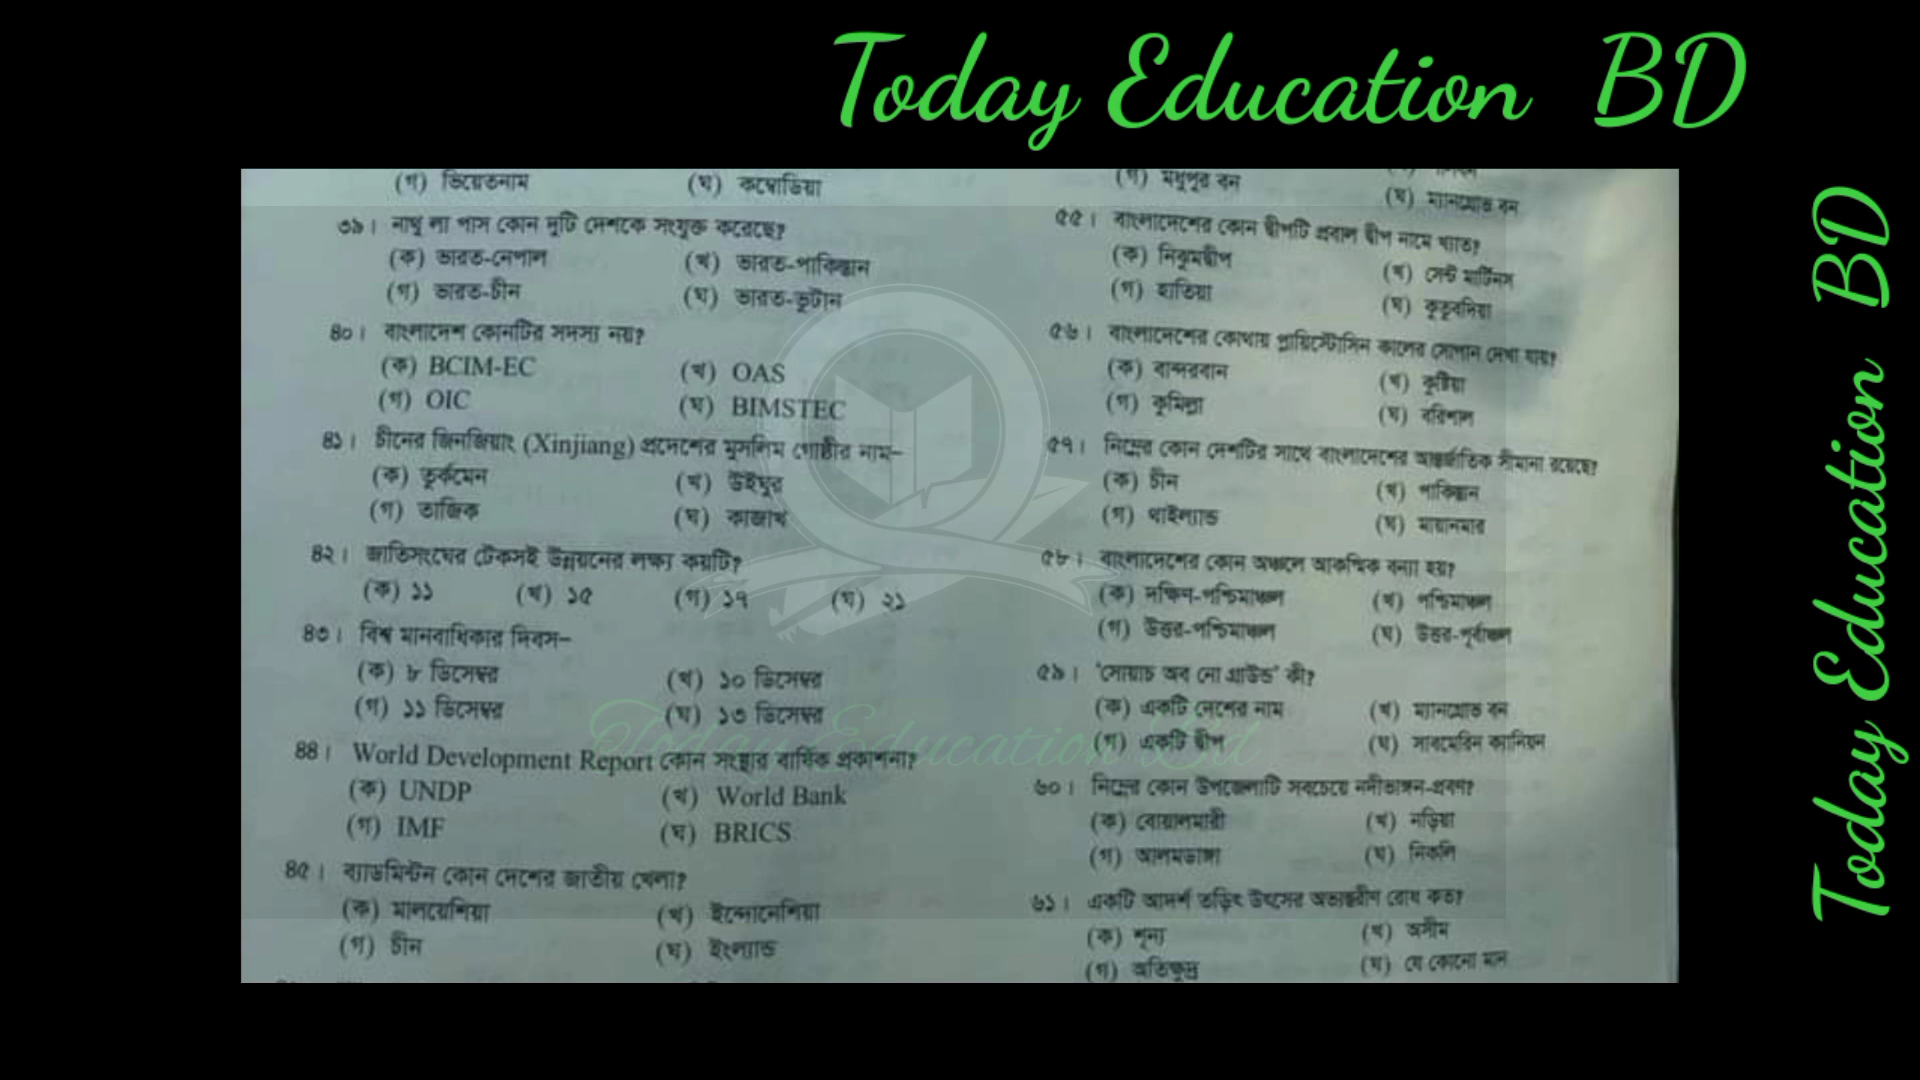 Today Education BD
(গ) ভিয়েতনাম (ঘ) কম্বোডিয়া
৩৯। নাথু লা পাস কোন দুটি দেশকে সংযুক্ত করেছে?
(ক) ভারত-নেপাল (খ) ভারত-পাকিস্তান
(গ) ভারত-চীন (ঘ) ভারত-ভুটান
৪০। বাংলাদেশ কোনটির সদস্য নয়?
(ক) BCIM-EC (খ) OAS
(গ) OIC (ঘ) BIMSTEC
৪১। চীনের জিনজিয়াং (Xinjiang) প্রদেশের মুসলিম গোষ্ঠীর নাম–
(ক) তুর্কমেন (খ) উইঘুর
(গ) তাজিক (ঘ) কাজাখ
৪২। জাতিসংঘের টেকসই উন্নয়নের লক্ষ্য কয়টি?
(ক) ১১ (খ) ১৫ (গ) ১৭ (ঘ) ২১
৪৩। বিশ্ব মানবাধিকার দিবস–
(ক) ৮ ডিসেম্বর (খ) ১০ ডিসেম্বর
(গ) ১১ ডিসেম্বর (ঘ) ১৩ ডিসেম্বর
৪৪। World Development Report কোন সংস্থার বার্ষিক প্রকাশনা?
(ক) UNDP (খ) World Bank
(গ) IMF (ঘ) BRICS
৪৫। ব্যাডমিন্টন কোন দেশের জাতীয় খেলা?
(ক) মালয়েশিয়া (খ) ইন্দোনেশিয়া
(গ) চীন (ঘ) ইংল্যান্ড
(গ) মধুপুর বন (ঘ) ম্যানগ্রোভ বন
৫৫। বাংলাদেশের কোন দ্বীপটি প্রবাল দ্বীপ নামে খ্যাত?
(ক) নিঝুমদ্বীপ (খ) সেন্ট মার্টিনস
(গ) হাতিয়া (ঘ) কুতুবদিয়া
৫৬। বাংলাদেশের কোথায় প্লায়িস্টোসিন কালের সোপান দেখা যায়?
(ক) বান্দরবান (খ) কুষ্টিয়া
(গ) কুমিল্লা (ঘ) বরিশাল
৫৭। নিম্নের কোন দেশটির সাথে বাংলাদেশের আন্তর্জাতিক সীমানা রয়েছে?
(ক) চীন (খ) পাকিস্তান
(গ) থাইল্যান্ড (ঘ) মায়ানমার
৫৮। বাংলাদেশের কোন অঞ্চলে আকস্মিক বন্যা হয়?
(ক) দক্ষিণ-পশ্চিমাঞ্চল (খ) পশ্চিমাঞ্চল
(গ) উত্তর-পশ্চিমাঞ্চল (ঘ) উত্তর-পূর্বাঞ্চল
৫৯। ‘সোয়াচ অব নো গ্রাউন্ড’ কী?
(ক) একটি দেশের নাম (খ) ম্যানগ্রোভ বন
(গ) একটি দ্বীপ (ঘ) সাবমেরিন ক্যানিয়ন
৬০। নিম্নের কোন উপজেলাটি সবচেয়ে নদীভাঙ্গন-প্রবণ?
(ক) বোয়ালমারী (খ) নড়িয়া
(গ) আলমডাঙ্গা (ঘ) নিকলি
৬১। একটি আদর্শ তড়িৎ উৎসের অভ্যন্তরীণ রোধ কত?
(ক) শূন্য (খ) অসীম
(গ) অতিক্ষুদ্র (ঘ) যে কোনো মান
Today Education Bd
Today Education BD